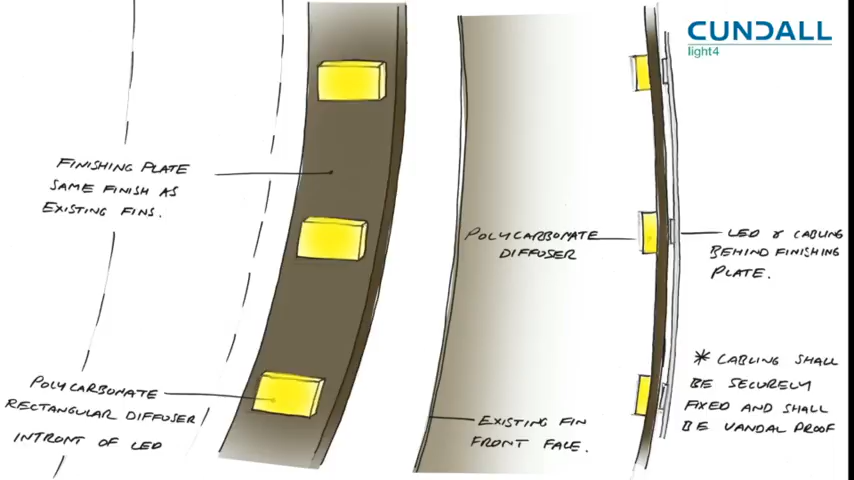 CUNDALL
light4
FINISHING PLATE
SAME FINISH AS
EXISTING FINS.
POLYCARBONATE
RECTANGULAR DIFFUSER
INTRONT OF LED
POLYCARBONATE
DIFFUSER
EXISTING FIN
FRONT FACE.
LED & CABLING
BEHIND FINISHING
PLATE.
* CABLING SHALL
BE SECURELY
FIXED AND SHALL
BE VANDAL PROOF